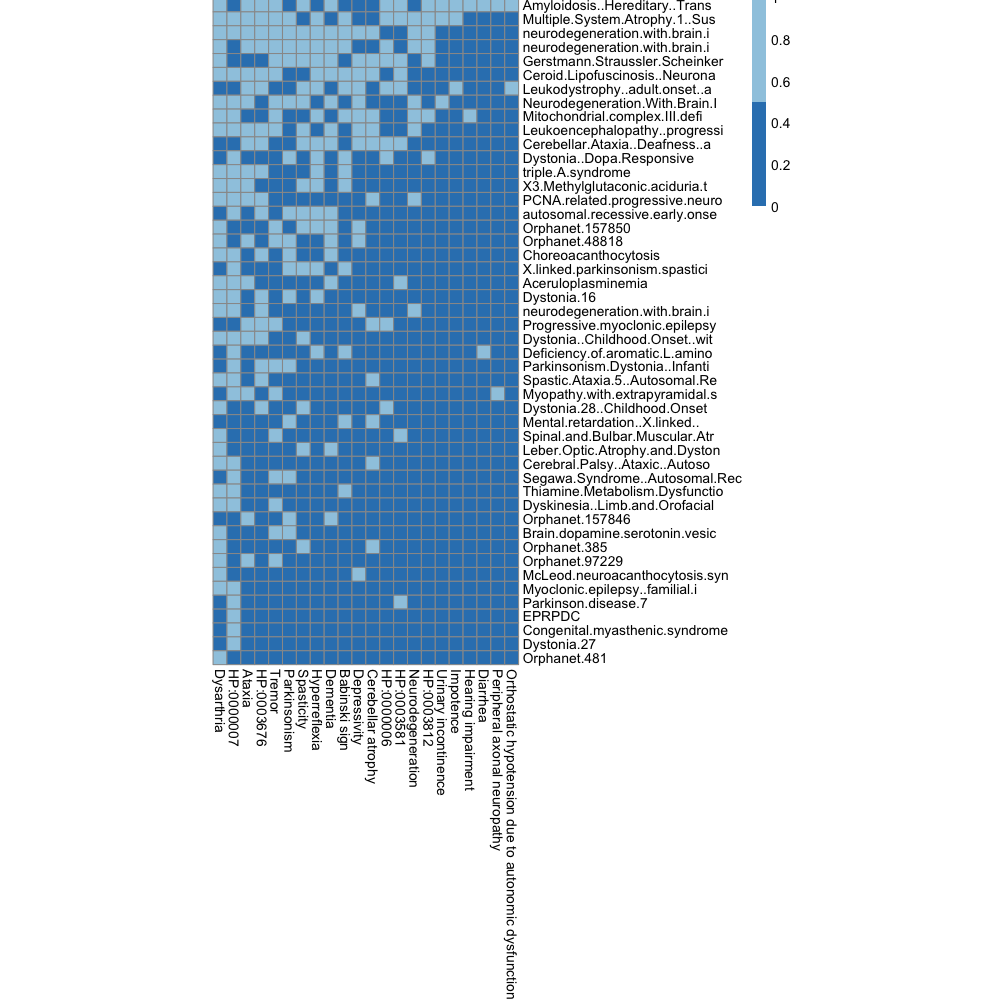 Amyloidosis..Hereditary..Trans
Multiple.System.Atrophy.1..Sus
neurodegeneration.with.brain.i
neurodegeneration.with.brain.i
Gerstmann.Straussler.Scheinker
Ceroid.Lipofuscinosis..Neurona
Leukodystrophy..adult.onset..a
Neurodegeneration.With.Brain.I
Mitochondrial.complex.III.defi
Leukoencephalopathy..progressi
Cerebellar.Ataxia..Deafness..a
Dystonia..Dopa.Responsive
triple.A.syndrome
X3.Methylglutaconic.aciduria.t
PCNA.related.progressive.neuro
autosomal.recessive.early.onse
Orphanet.157850
Orphanet.48818
Choreoacanthocytosis
X.linked.parkinsonism.spastici
Aceruloplasminemia
Dystonia.16
neurodegeneration.with.brain.i
Progressive.myoclonic.epilepsy
Dystonia..Childhood.Onset..wit
Deficiency.of.aromatic.L.amino
Parkinsonism.Dystonia..Infanti
Spastic.Ataxia.5..Autosomal.Re
Myopathy.with.extrapyramidal.s
Dystonia.28..Childhood.Onset
Mental.retardation..X.linked..
Spinal.and.Bulbar.Muscular.Atr
Leber.Optic.Atrophy.and.Dyston
Cerebral.Palsy..Ataxic..Autoso
Segawa.Syndrome..Autosomal.Rec
Thiamine.Metabolism.Dysfunctio
Dyskinesia..Limb.and.Orofacial
Orphanet.157846
Brain.dopamine.serotonin.vesic
Orphanet.385
Orphanet.97229
McLeod.neuroacanthocytosis.syn
Myoclonic.epilepsy..familial.i
Parkinson.disease.7
EPRPDC
Congenital.myasthenic.syndrome
Dystonia.27
Orphanet.481
0.8
0.6
0.4
0.2
0
Dysarthria
HP:0000007
Ataxia
HP:0003676
Tremor
Parkinsonism
Spasticity
Hyperreflexia
Dementia
Babinski sign
Depressivity
Cerebellar atrophy
HP:0000006
HP:0003581
Neurodegeneration
HP:0003812
Urinary incontinence
Impotence
Hearing impairment
Diarrhea
Peripheral axonal neuropathy
Orthostatic hypotension due to autonomic dysfunction